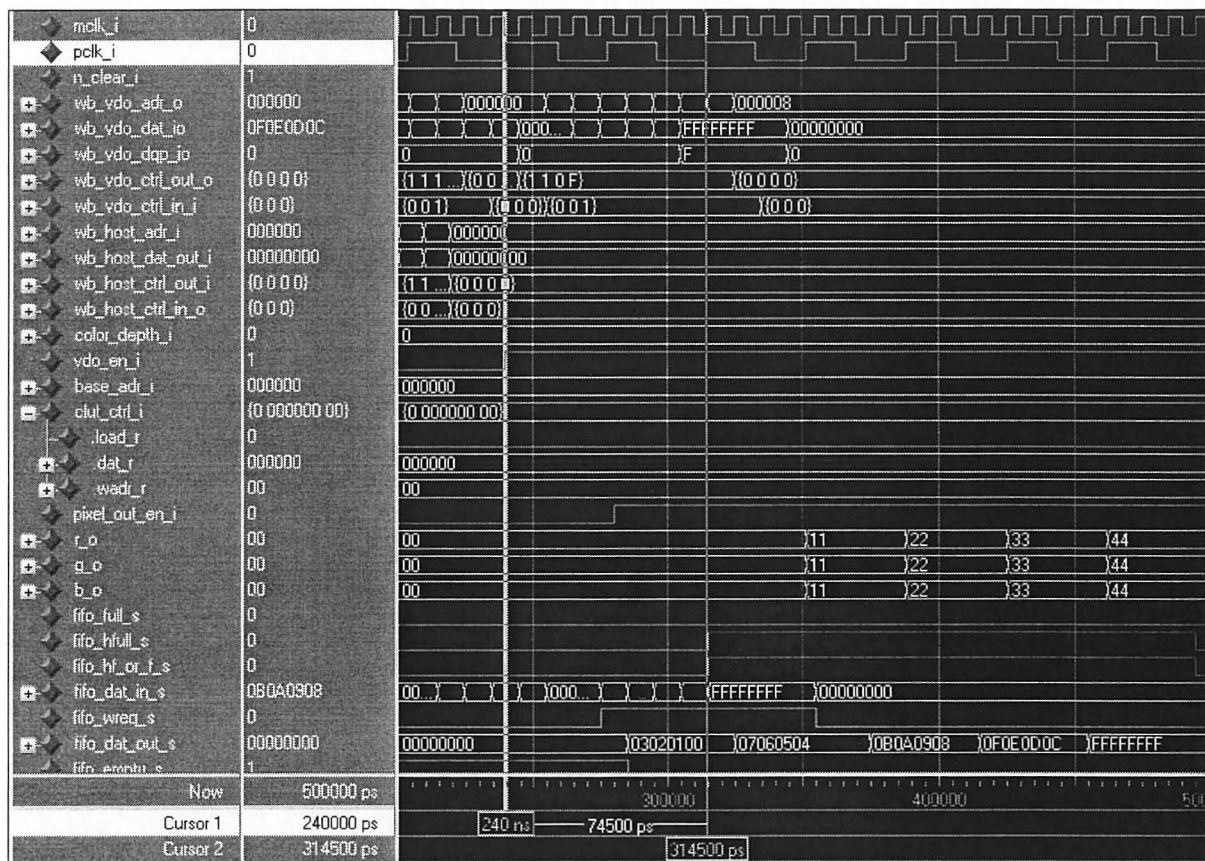 mclk_i 0
pclk_i 0
n_clear_i 1
wb_vdo_adr_o 000000 000000 000008
wb_vdo_dat_io 0F0E0D0C 000... FFFFFFFF 00000000
wb_vdo_dqp_io 0 0 0 F 0
wb_vdo_ctrl_out_o {0 0 0 0} {1 1 1 ... {0 0 ... {1 1 0 F} {0 0 0 0}
wb_vdo_ctrl_in_i {0 0 0} {0 0 1} 0 0} {0 0 1} {0 0 0}
wb_host_adr_i 000000 000000
wb_host_dat_out_i 00000000 00000000
wb_host_ctrl_out_i {0 0 0 0} {1 1 ... {0 0 0
wb_host_ctrl_in_o {0 0 0} {0 0 ... {0 0 0}
color_depth_i 0 0
vdo_en_i 1
base_adr_i 000000 000000
clut_ctrl_i {0 000000 00} {0 000000 00}
.load_r 0
.dat_r 000000 000000
.wadr_r 00 00
pixel_out_en_i 0
r_o 00 00 11 22 33 44
g_o 00 00 11 22 33 44
b_o 00 00 11 22 33 44
fifo_full_s 0
fifo_hfull_s 0
fifo_hf_or_f_s 0
fifo_dat_in_s 0B0A0908 00... 000... FFFFFFFF 00000000
fifo_wreq_s 0
fifo_dat_out_s 00000000 00000000 03020100 07060504 0B0A0908 0F0E0D0C FFFFFFFF
fifo_empty_s 1
Now 500000 ps 300000 400000
Cursor 1 240000 ps 240 ns 74500 ps
Cursor 2 314500 ps 314500 ps